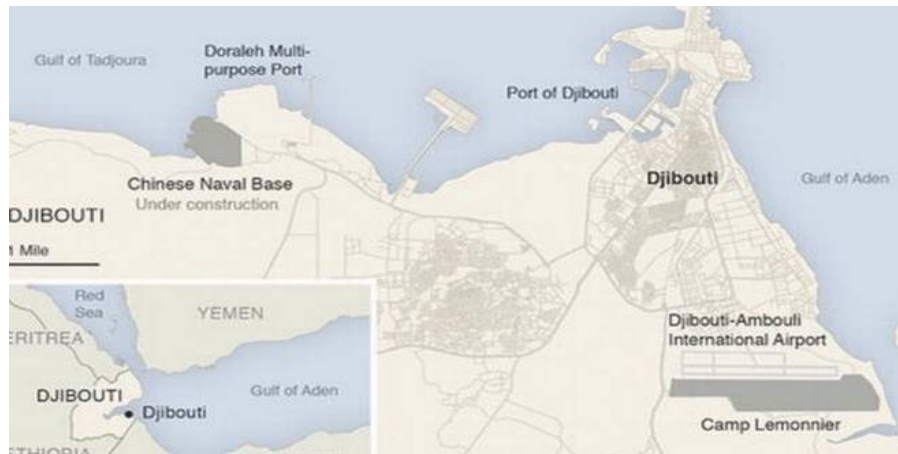 Gulf of Tadjoura
Doraleh Multi-
purpose Port
Port of Djibouti
Chinese Naval Base
Under construction
Djibouti
Gulf of Aden
DJIBOUTI
1 Mile
Djibouti-Ambouli
International Airport
Camp Lemonnier
Red
Sea
YEMEN
ERITREA
Gulf of Aden
DJIBOUTI
Djibouti
ETHIOPIA